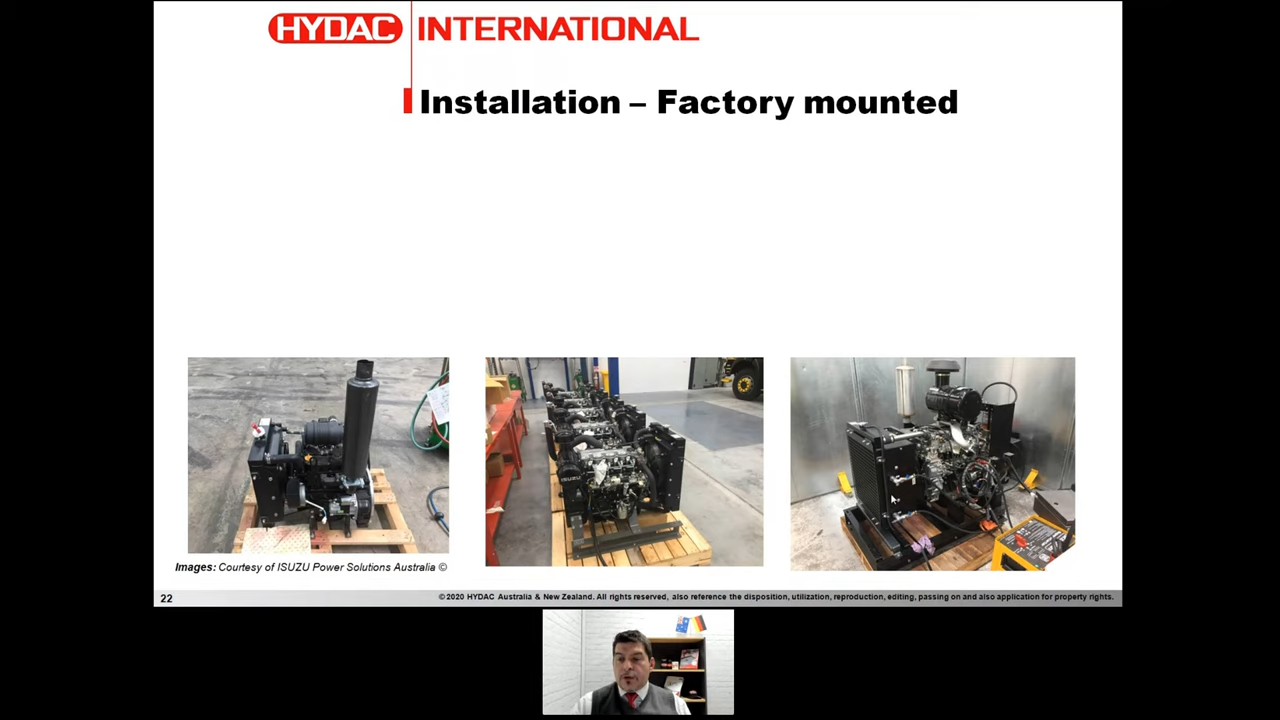 HYDAC INTERNATIONAL
Installation – Factory mounted
ISUZU
Images: Courtesy of ISUZU Power Solutions Australia ©
22
©2020 HYDAC Australia & New Zealand. All rights reserved, also reference the disposition, utilization, reproduction, editing, passing on and also application for property rights.